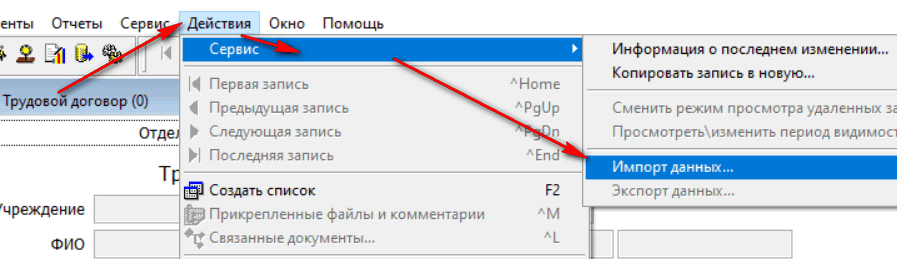 енты Отчеты Сервис Действия Окно Помощь
Сервис
Информация о последнем изменении...
Копировать запись в новую...
Первая запись ^Home
Трудовой договор (0)
Предыдущая запись ^PgUp
Сменить режим просмотра удаленных за
Отдел
Следующая запись ^PgDn
Просмотреть\изменить период видимост
Последняя запись ^End
Импорт данных...
Тр
Создать список F2
Экспорт данных...
Учреждение
Прикрепленные файлы и комментарии ^M
ФИО
Связанные документы... ^L